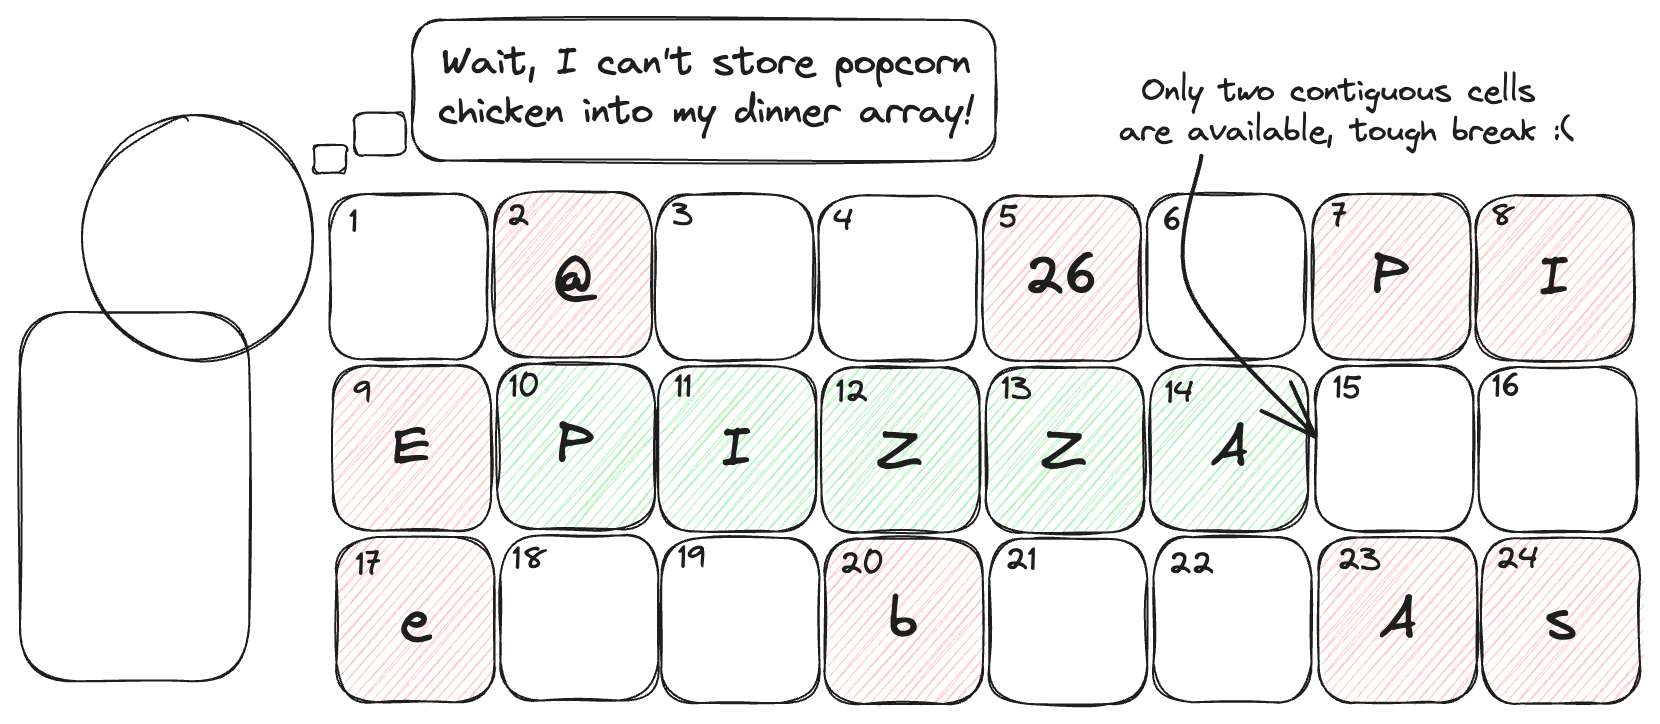 Wait, I can't store popcorn
chicken into my dinner array!
Only two contiguous cells
are available, tough break :(
1 2 3 4 5 6 7 8
@ 26 P I
9 10 11 12 13 14 15 16
E P I Z Z A
17 18 19 20 21 22 23 24
e b A s